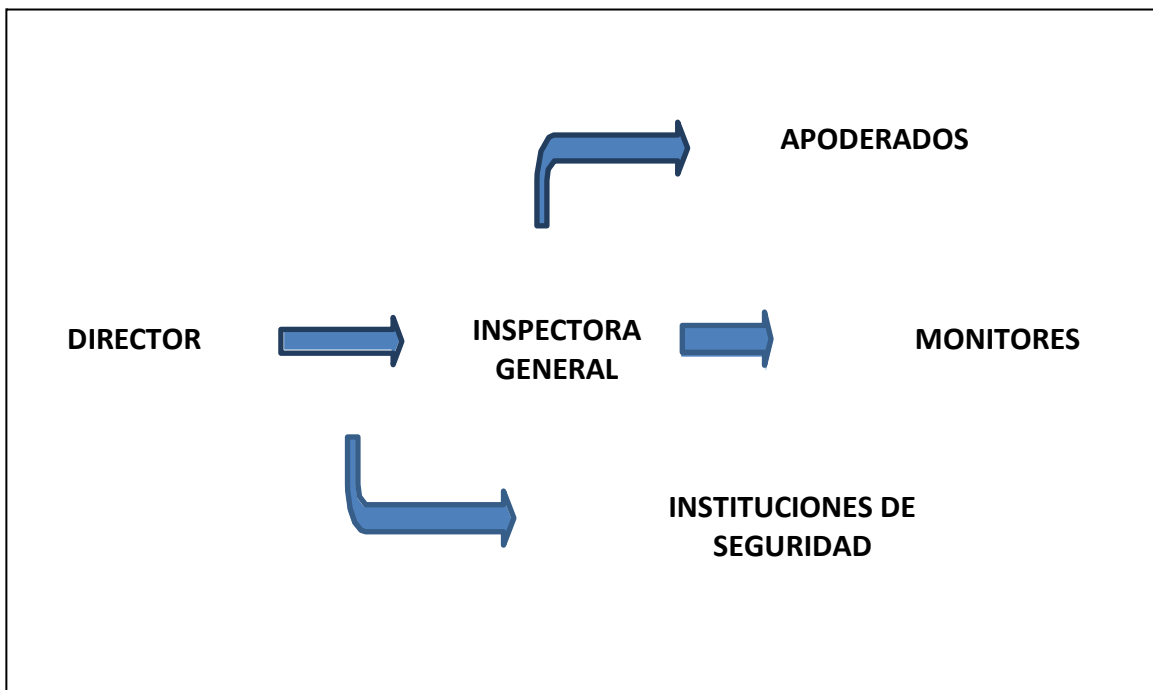 APODERADOS
DIRECTOR
INSPECTORA
GENERAL
MONITORES
INSTITUCIONES DE
SEGURIDAD